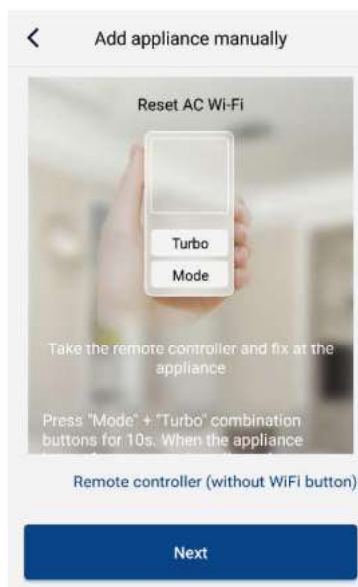 Add appliance manually
Reset AC Wi-Fi
Turbo
Mode
Take the remote controller and fix at the
appliance
Press "Mode" + "Turbo" combination
buttons for 10s. When the appliance
Remote controller (without WiFi button)
Next